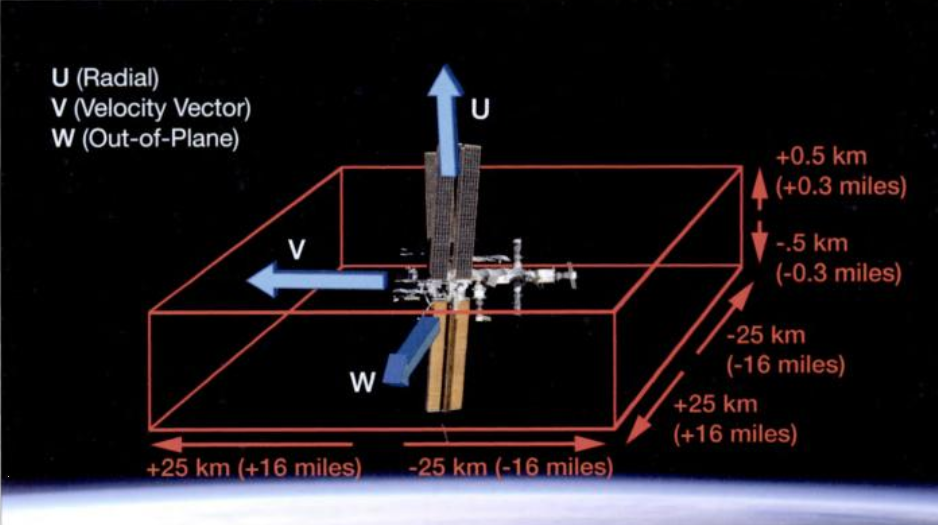 U (Radial)
V (Velocity Vector)
W (Out-of-Plane)
U
V
W
+0.5 km
(+0.3 miles)
-.5 km
(-0.3 miles)
-25 km
(-16 miles)
+25 km
(+16 miles)
+25 km (+16 miles)
-25 km (-16 miles)